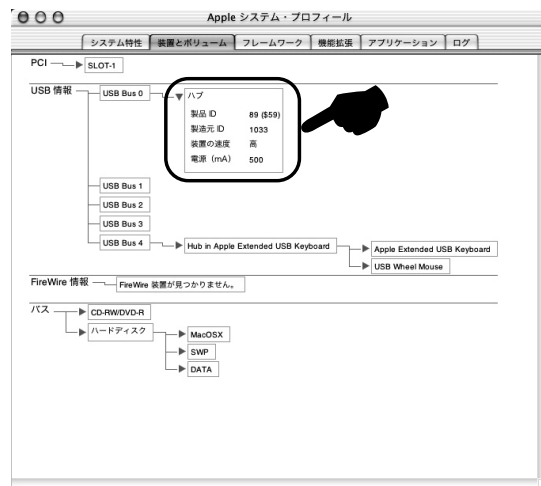 Apple システム・プロフィール
システム特性 装置とボリューム フレームワーク 機能拡張 アプリケーション ログ
PCI SLOT-1
USB 情報 USB Bus 0 ハブ
製品 ID 89 ($59)
製造元 ID 1033
装置の速度 高
電源（mA） 500
USB Bus 1
USB Bus 2
USB Bus 3
USB Bus 4 Hub in Apple Extended USB Keyboard Apple Extended USB Keyboard
USB Wheel Mouse
FireWire 情報 FireWire 装置が見つかりません。
バス CD-RW/DVD-R
ハードディスク MacOSX
SWP
DATA